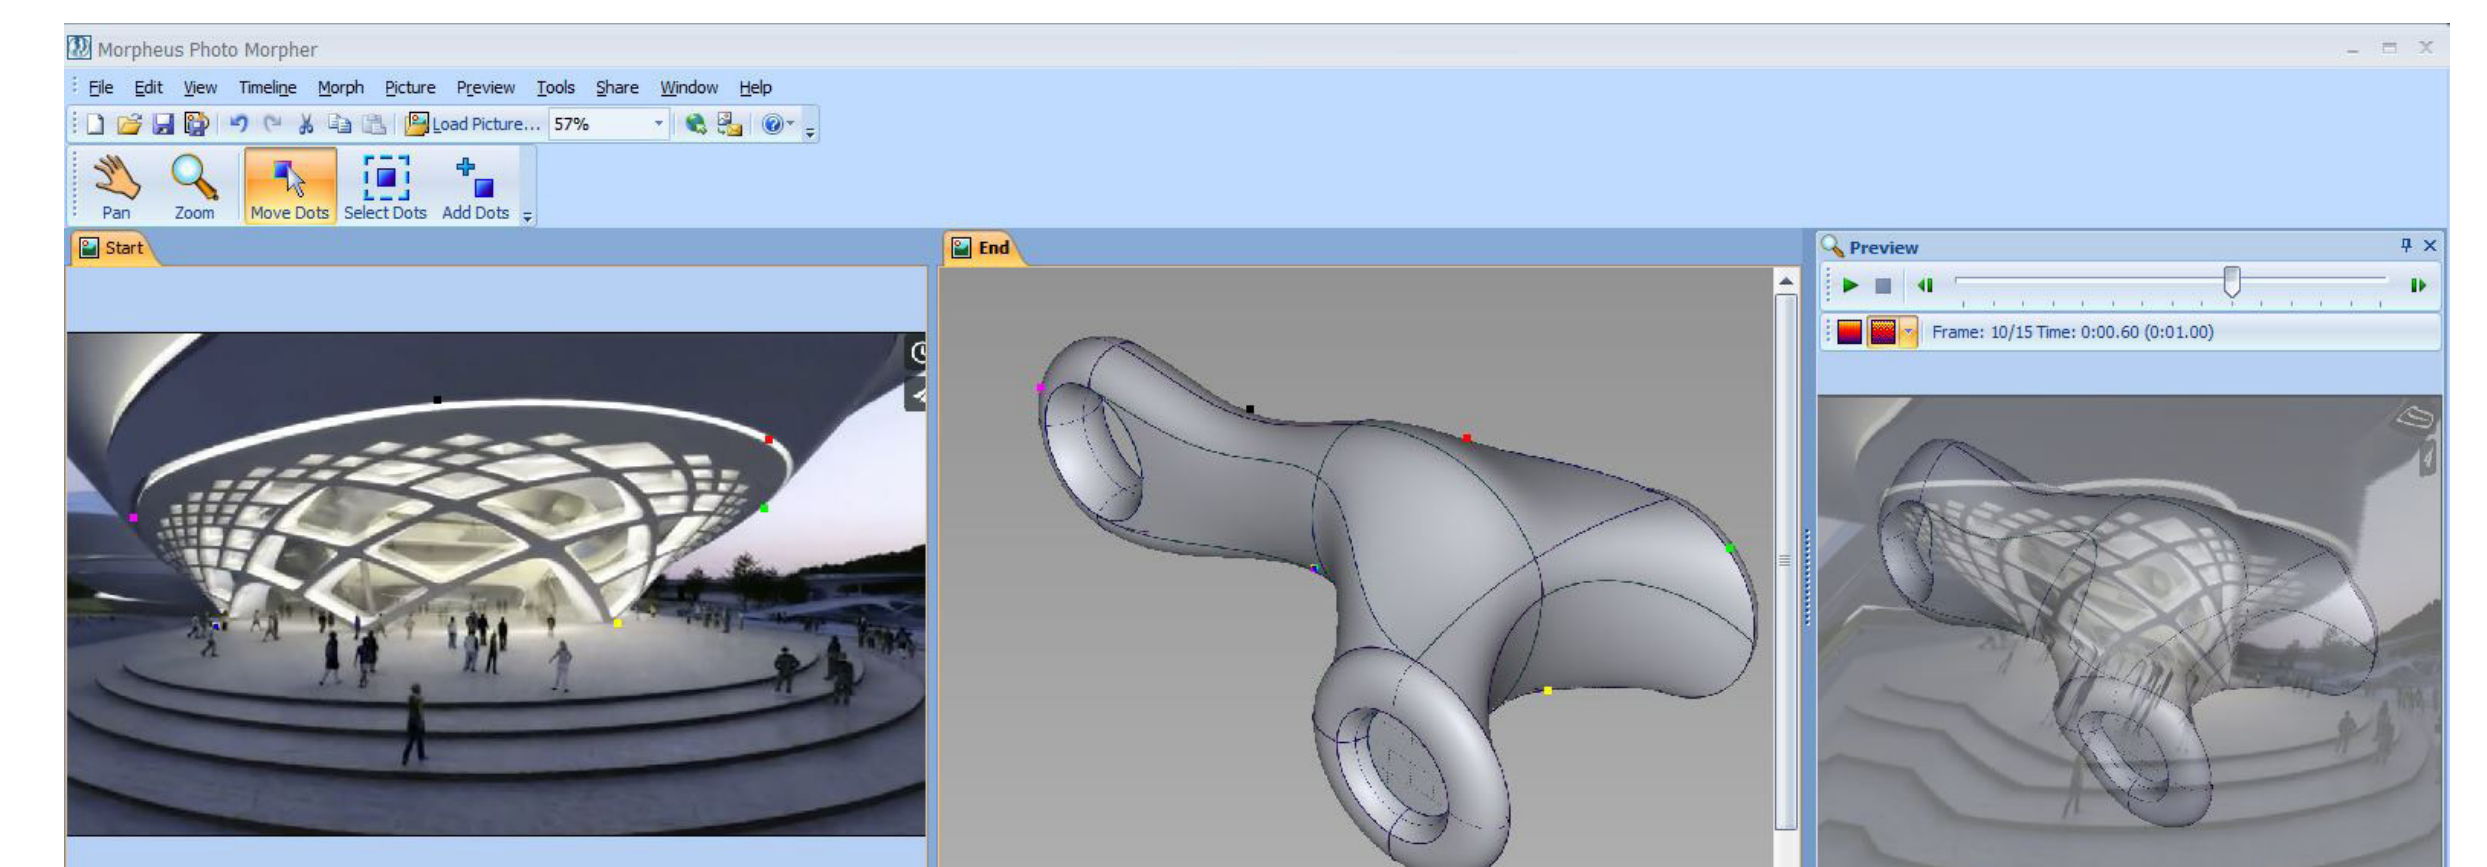 Morpheus Photo Morpher
File Edit View Timeline Morph Picture Preview Tools Share Window Help
Load Picture... 57%
Pan Zoom Move Dots Select Dots Add Dots
Start
End
Preview
Frame: 10/15 Time: 0:00.60 (0:01.00)